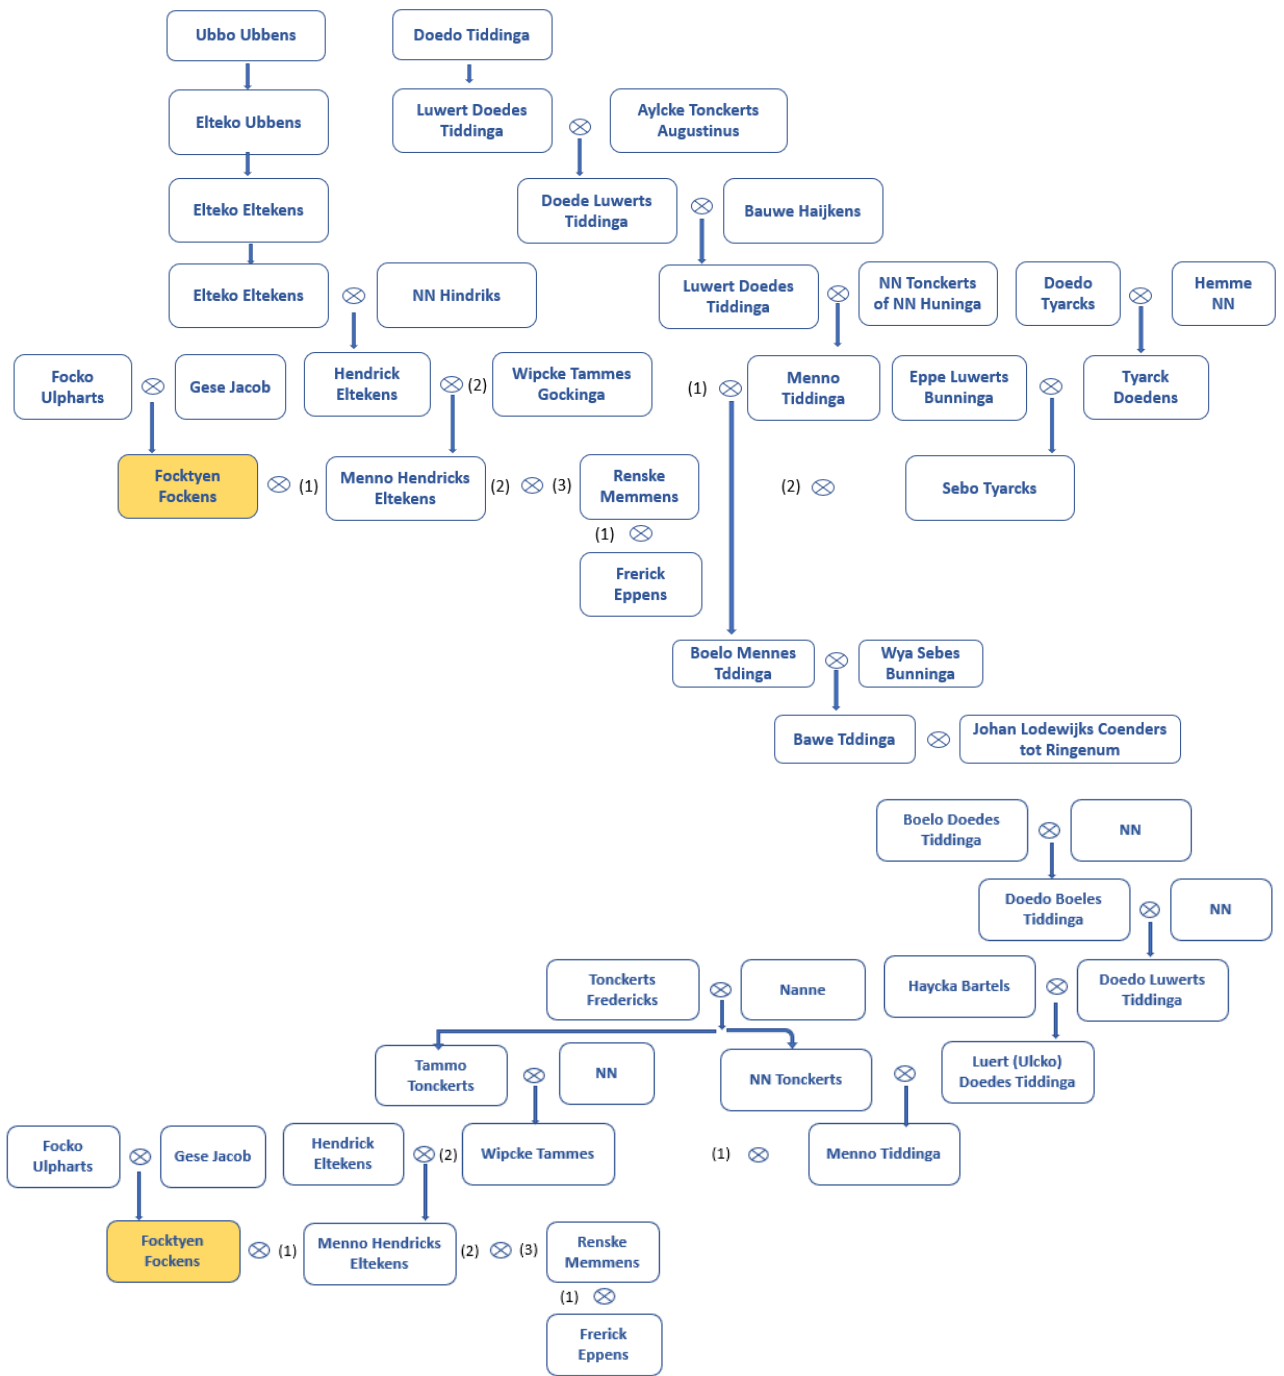 Ubbo Ubbens
Doedo Tiddinga
Elteko Ubbens
Luwert Doedes
Tiddinga
Aylcke Tonckerts
Augustinus
Elteko Eltekens
Doede Luwerts
Tiddinga
Bauwe Haijkens
Elteko Eltekens
NN Hindriks
Luwert Doedes
Tiddinga
NN Tonckerts
of NN Huninga
Doedo
Tyarcks
Hemme
NN
Focko
Ulpharts
Gese Jacob
Hendrick
Eltekens
(2)
Wipcke Tammes
Gockinga
(1)
Menno
Tiddinga
Eppe Luwerts
Bunninga
Tyarck
Doedens
Focktyen
Fockens
(1)
Menno Hendricks
Eltekens
(2)
(3)
Renske
Memmens
(2)
Sebo Tyarcks
(1)
Frerick
Eppens
Boelo Mennes
Tddinga
Wya Sebes
Bunninga
Bawe Tddinga
Johan Lodewijks Coenders
tot Ringenum
Boelo Doedes
Tiddinga
NN
Doedo Boeles
Tiddinga
NN
Tonckerts
Fredericks
Nanne
Haycka Bartels
Doedo Luwerts
Tiddinga
Tammo
Tonckerts
NN
NN Tonckerts
Luert (Ulcko)
Doedes Tiddinga
Focko
Ulpharts
Gese Jacob
Hendrick
Eltekens
(2)
Wipcke Tammes
(1)
Menno Tiddinga
Focktyen
Fockens
(1)
Menno Hendricks
Eltekens
(2)
(3)
Renske
Memmens
(1)
Frerick
Eppens